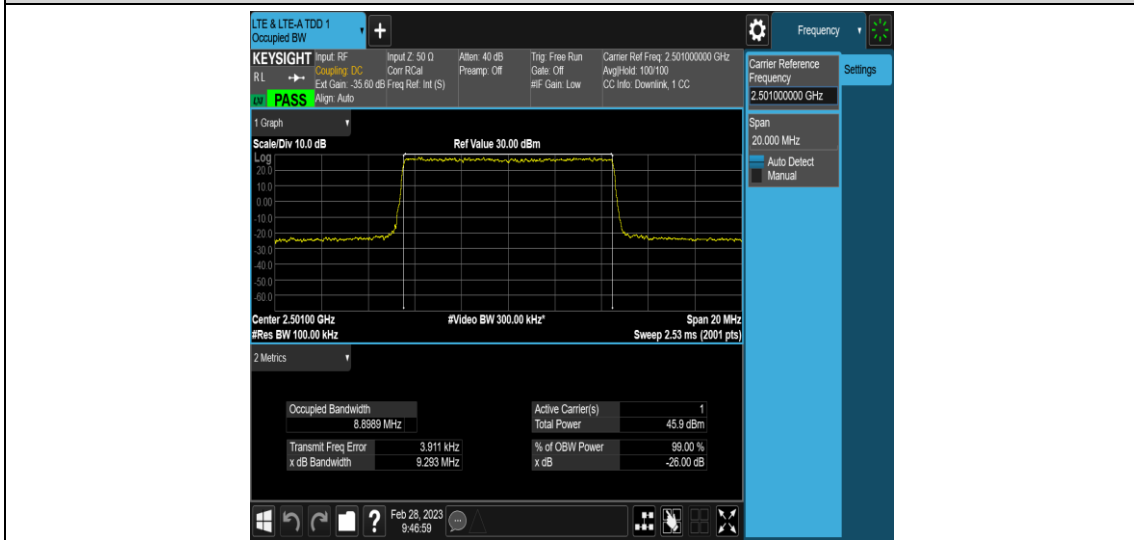 LTE & LTE-A TDD 1
Occupied BW
Frequency
KEYSIGHT
RL
LXI
PASS
Input: RF
Coupling: DC
Ext Gain: -35.60 dB
Align: Auto
Input Z: 50 Ω
Corr RCal
Freq Ref: Int (S)
Atten: 40 dB
Preamp: Off
Trig: Free Run
Gate: Off
#IF Gain: Low
Carrier Ref Freq: 2.501000000 GHz
Avg|Hold: 100/100
CC Info: Downlink, 1 CC
Carrier Reference
Frequency
2.501000000 GHz
Settings
Span
20.000 MHz
Auto Detect
Manual
1 Graph
Scale/Div 10.0 dB
Ref Value 30.00 dBm
Log
20.0
10.0
0.00
-10.0
-20.0
-30.0
-40.0
-50.0
-60.0
Center 2.50100 GHz
#Video BW 300.00 kHz*
Span 20 MHz
#Res BW 100.00 kHz
Sweep 2.53 ms (2001 pts)
2 Metrics
Occupied Bandwidth
8.8989 MHz
Active Carrier(s) 1
Total Power 45.9 dBm
Transmit Freq Error 3.911 kHz
% of OBW Power 99.00 %
x dB Bandwidth 9.293 MHz
x dB -26.00 dB
Feb 28, 2023
9:46:59